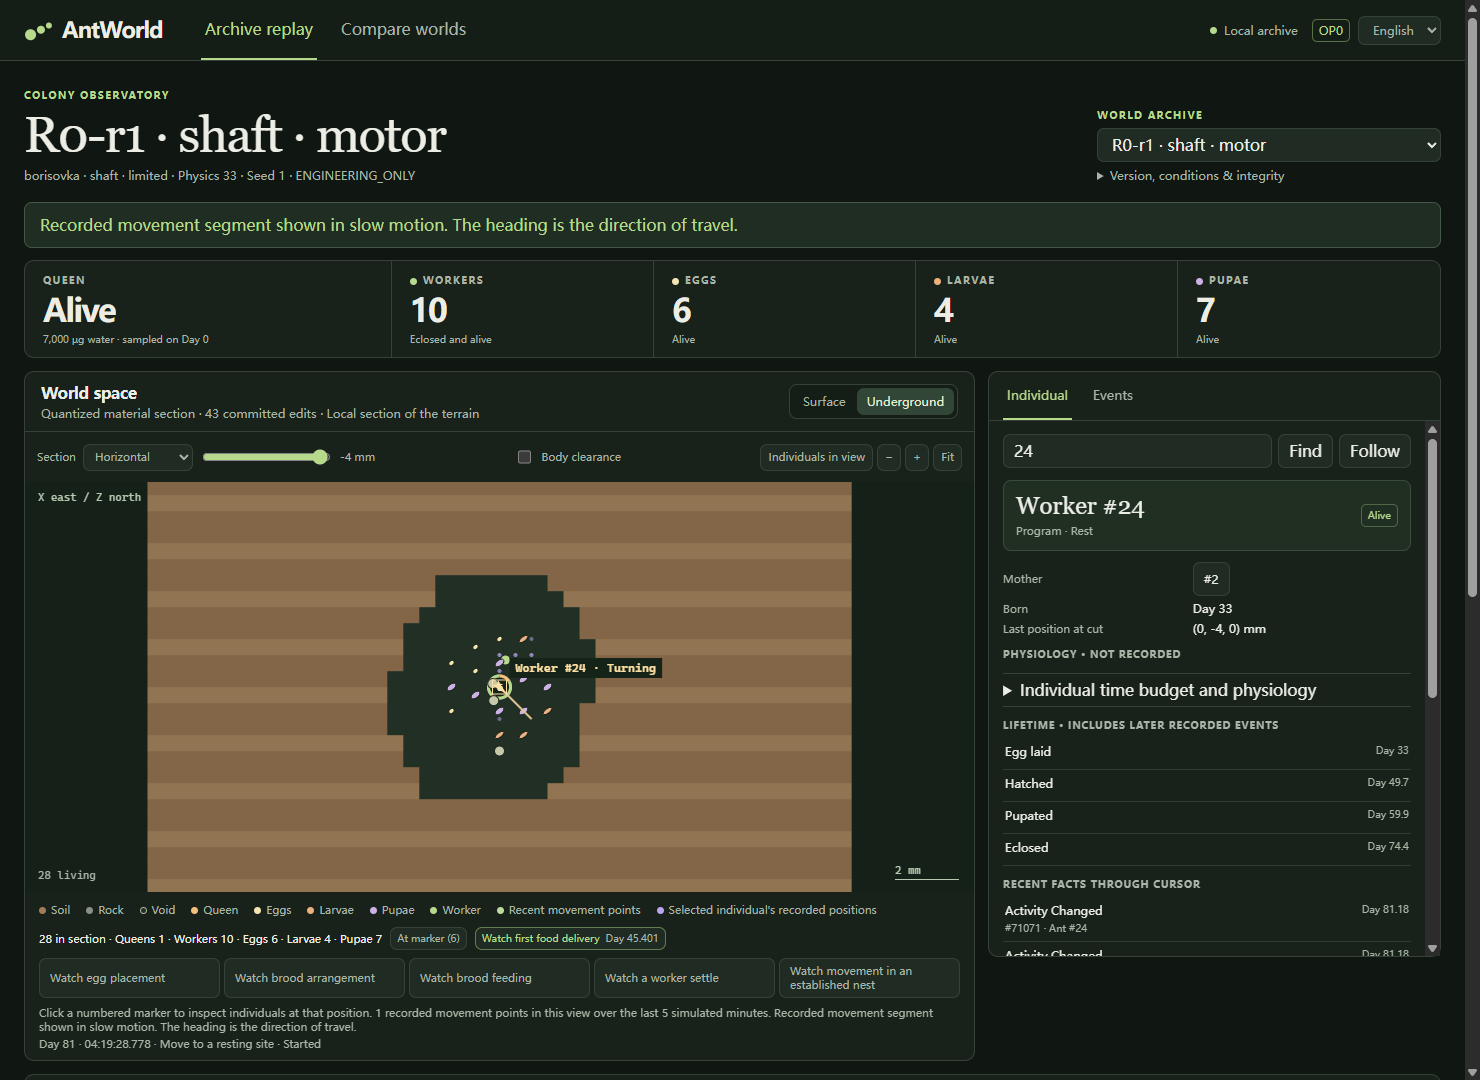 AntWorld
Archive replay
Compare worlds
Local archive
OP0
English
COLONY OBSERVATORY
R0-r1 · shaft · motor
borisovka · shaft · limited · Physics 33 · Seed 1 · ENGINEERING_ONLY
WORLD ARCHIVE
R0-r1 · shaft · motor
Version, conditions & integrity
Recorded movement segment shown in slow motion. The heading is the direction of travel.
QUEEN
Alive
7,000 µg water · sampled on Day 0
WORKERS
10
Eclosed and alive
EGGS
6
Alive
LARVAE
4
Alive
PUPAE
7
Alive
World space
Quantized material section · 43 committed edits · Local section of the terrain
Surface
Underground
Section
Horizontal
-4 mm
Body clearance
Individuals in view
−
+
Fit
X east / Z north
Worker #24 · Turning
28 living
2 mm
Soil
Rock
Void
Queen
Eggs
Larvae
Pupae
Worker
Recent movement points
Selected individual's recorded positions
28 in section · Queens 1 · Workers 10 · Eggs 6 · Larvae 4 · Pupae 7
At marker (6)
Watch first food delivery Day 45.401
Watch egg placement
Watch brood arrangement
Watch brood feeding
Watch a worker settle
Watch movement in an
established nest
Click a numbered marker to inspect individuals at that position. 1 recorded movement points in this view over the last 5 simulated minutes. Recorded movement segment
shown in slow motion. The heading is the direction of travel.
Day 81 · 04:19:28.778 · Move to a resting site · Started
Individual
Events
24
Find
Follow
Worker #24
Program · Rest
Alive
Mother
#2
Born
Day 33
Last position at cut
(0, -4, 0) mm
PHYSIOLOGY • NOT RECORDED
Individual time budget and physiology
LIFETIME • INCLUDES LATER RECORDED EVENTS
Egg laid
Day 33
Hatched
Day 49.7
Pupated
Day 59.9
Eclosed
Day 74.4
RECENT FACTS THROUGH CURSOR
Activity Changed
Day 81.18
#71071 · Ant #24
Activity Changed
Day 81.18